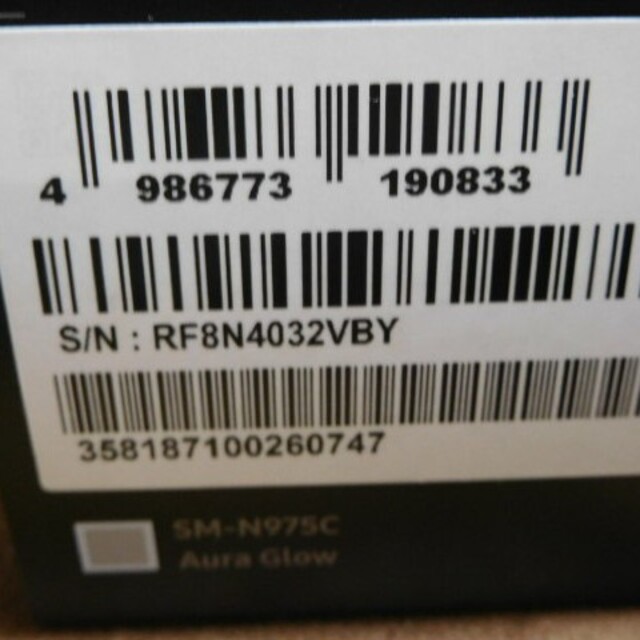 4 986773 190833
S/N : RF8N4032VBY
358187100260747
SM-N975C
Aura Glow